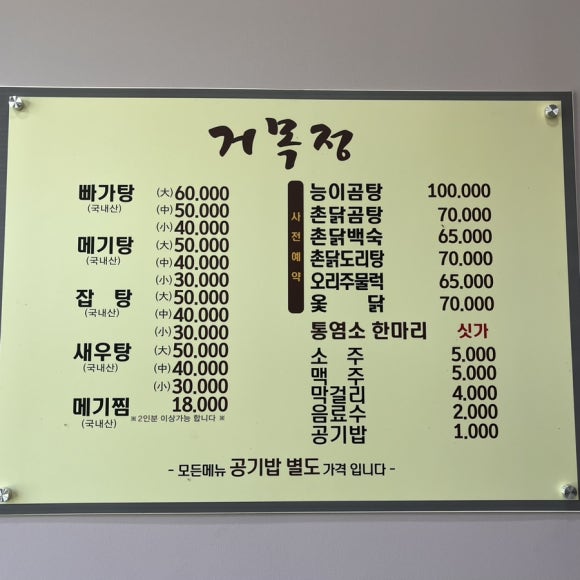 거목정
빠가탕 (大) 60.000
(국내산) (中) 50.000
(小) 40.000
메기탕 (大) 50.000
(국내산) (中) 40.000
(小) 30.000
잡 탕 (大) 50.000
(국내산) (中) 40.000
(小) 30.000
새우탕 (大) 50.000
(국내산) (中) 40.000
(小) 30.000
메기찜 18.000
(국내산) ※2인분 이상가능 합니다※
사전예약
능이곰탕 100.000
촌닭곰탕 70.000
촌닭백숙 65.000
촌닭도리탕 70.000
오리주물럭 65.000
옻 닭 70.000
통염소 한마리 싯가
소 주 5.000
맥 주 5.000
막걸리 4.000
음료수 2.000
공기밥 1.000
- 모든메뉴 공기밥 별도 가격 입니다 -